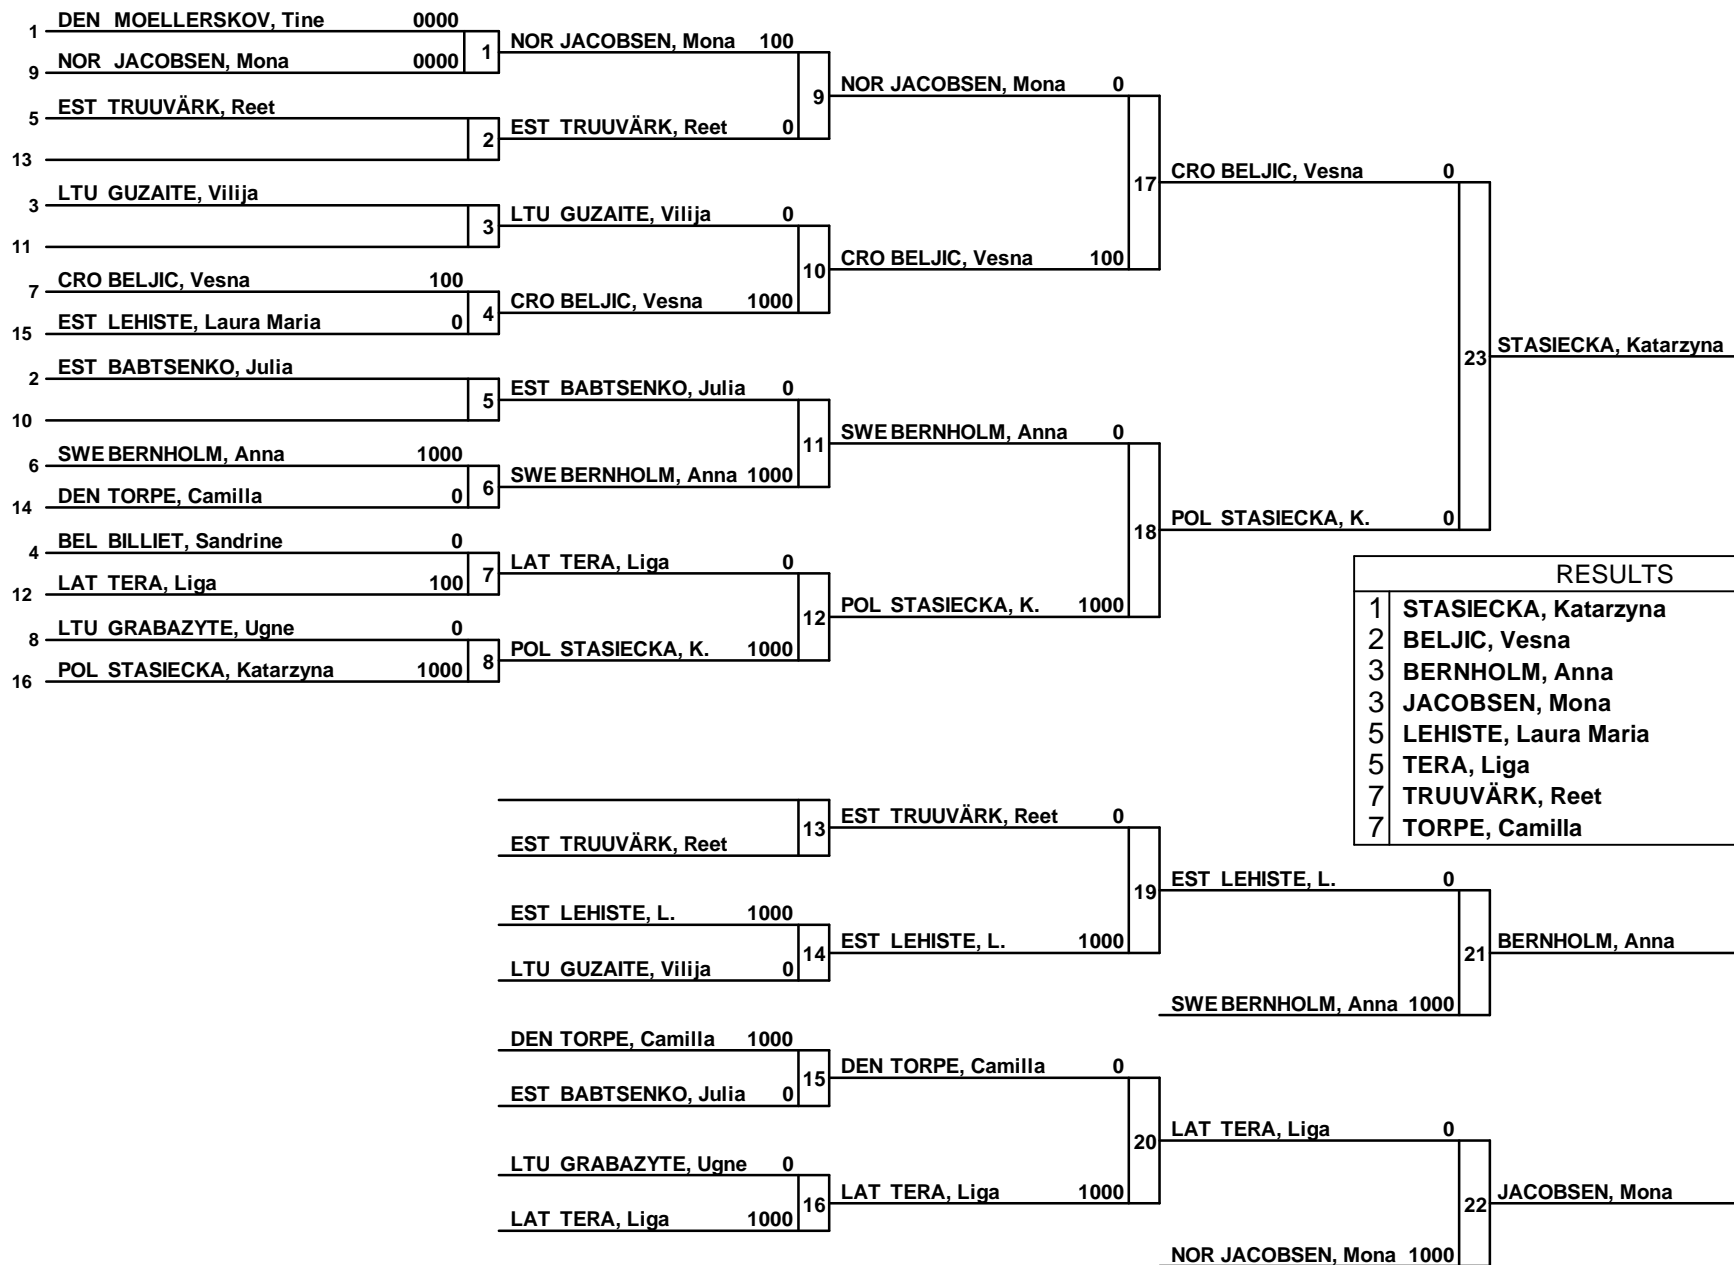 1 DEN MOELLERSKOV, Tine 0000
9 NOR JACOBSEN, Mona 0000
1
5 EST TRUUVÄRK, Reet
13
2
3 LTU GUZAITE, Vilija
11
3
7 CRO BELJIC, Vesna 100
15 EST LEHISTE, Laura Maria 0
4
2 EST BABTSENKO, Julia
10
5
6 SWE BERNHOLM, Anna 1000
14 DEN TORPE, Camilla 0
6
4 BEL BILLIET, Sandrine 0
12 LAT TERA, Liga 100
7
8 LTU GRABAZYTE, Ugne 0
16 POL STASIECKA, Katarzyna 1000
8
NOR JACOBSEN, Mona 100
EST TRUUVÄRK, Reet 0
9
LTU GUZAITE, Vilija 0
CRO BELJIC, Vesna 1000
10
EST BABTSENKO, Julia 0
SWE BERNHOLM, Anna 1000
11
LAT TERA, Liga 0
POL STASIECKA, K. 1000
12
NOR JACOBSEN, Mona 0
CRO BELJIC, Vesna 100
17
SWE BERNHOLM, Anna 0
POL STASIECKA, K. 1000
18
CRO BELJIC, Vesna 0
POL STASIECKA, K. 0
23
STASIECKA, Katarzyna
RESULTS
1 STASIECKA, Katarzyna
2 BELJIC, Vesna
3 BERNHOLM, Anna
3 JACOBSEN, Mona
5 LEHISTE, Laura Maria
5 TERA, Liga
7 TRUUVÄRK, Reet
7 TORPE, Camilla
EST TRUUVÄRK, Reet
13
EST LEHISTE, L. 1000
LTU GUZAITE, Vilija 0
14
DEN TORPE, Camilla 1000
EST BABTSENKO, Julia 0
15
LTU GRABAZYTE, Ugne 0
LAT TERA, Liga 1000
16
EST TRUUVÄRK, Reet 0
EST LEHISTE, L. 1000
19
DEN TORPE, Camilla 0
LAT TERA, Liga 1000
20
EST LEHISTE, L. 0
SWE BERNHOLM, Anna 1000
21
BERNHOLM, Anna
LAT TERA, Liga 0
NOR JACOBSEN, Mona 1000
22
JACOBSEN, Mona